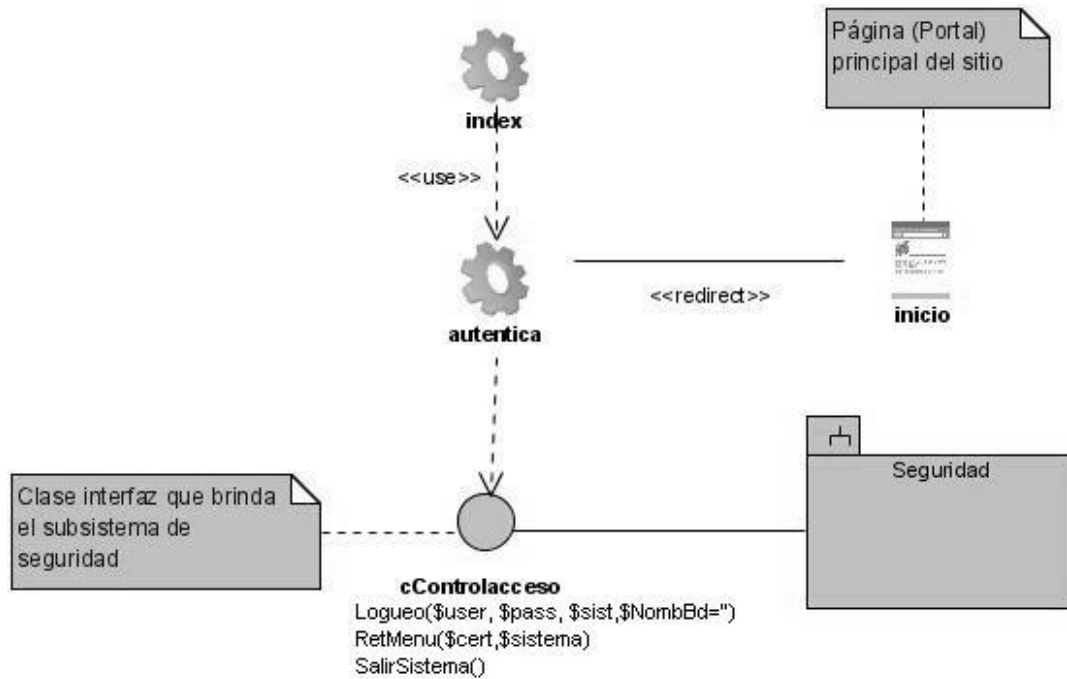 Página (Portal)
principal del sitio
index
<<use>>
autentica
<<redirect>>
inicio
Seguridad
Clase interfaz que brinda
el subsistema de
seguridad
cControlacceso
Logueo($user, $pass, $sist,$NombBd='')
RetMenu($cert,$sistema)
SalirSistema()